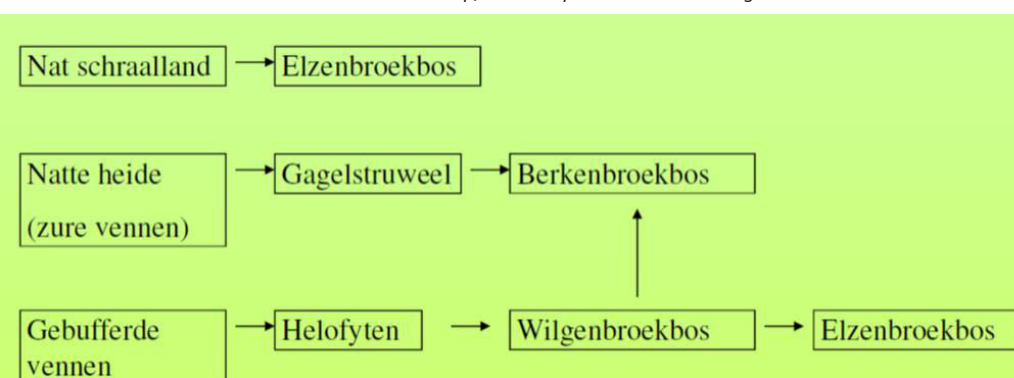 Nat schraalland → Elzenbroekbos
Natte heide → Gagelstruweel → Berkenbroekbos
(zure vennen)
Gebufferde → Helofyten → Wilgenbroekbos → Elzenbroekbos
vennen